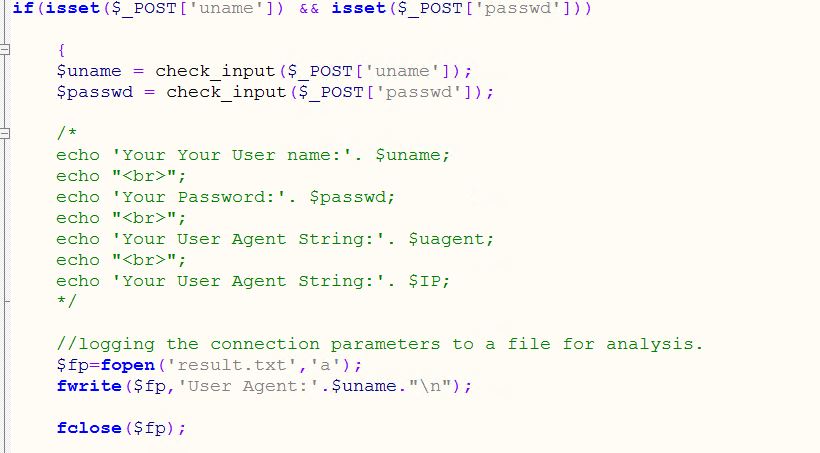 if(isset($_POST['uname']) && isset($_POST['passwd']))
{
$uname = check_input($_POST['uname']);
$passwd = check_input($_POST['passwd']);
/*
echo 'Your Your User name:'. $uname;
echo "<br>";
echo 'Your Password:'. $passwd;
echo "<br>";
echo 'Your User Agent String:'. $uagent;
echo "<br>";
echo 'Your User Agent String:'. $IP;
*/
//logging the connection parameters to a file for analysis.
$fp=fopen('result.txt','a');
fwrite($fp,'User Agent:'.$uname."\n");
fclose($fp);